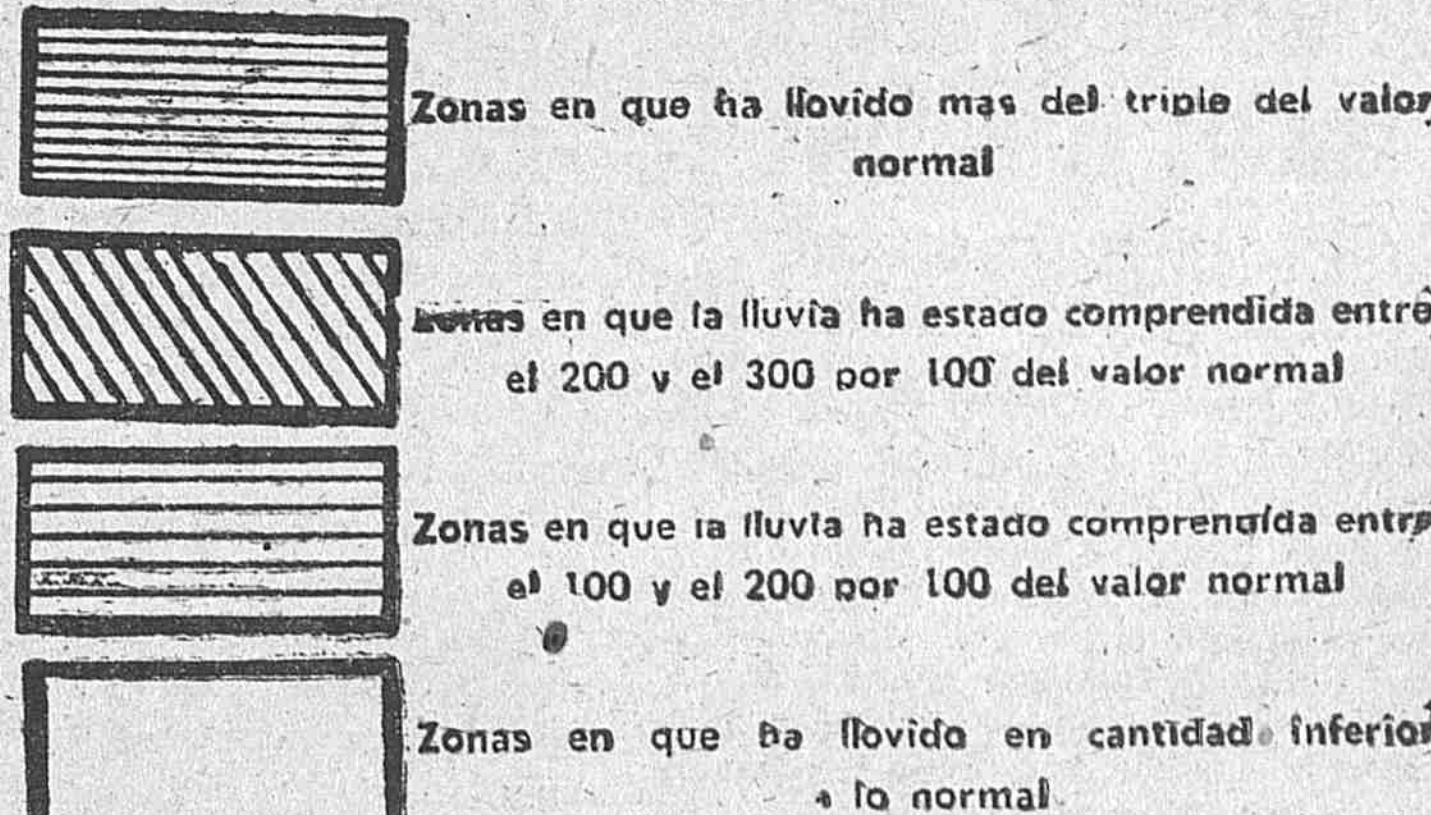 Zonas en que ha llovido mas del triple del valor
normal
Zonas en que la lluvia ha estado comprendida entre
el 200 y el 300 por 100 del valor normal
Zonas en que la lluvia ha estado comprendida entre
el 100 y el 200 por 100 del valor normal
Zonas en que ha llovido en cantidad inferior
a lo normal